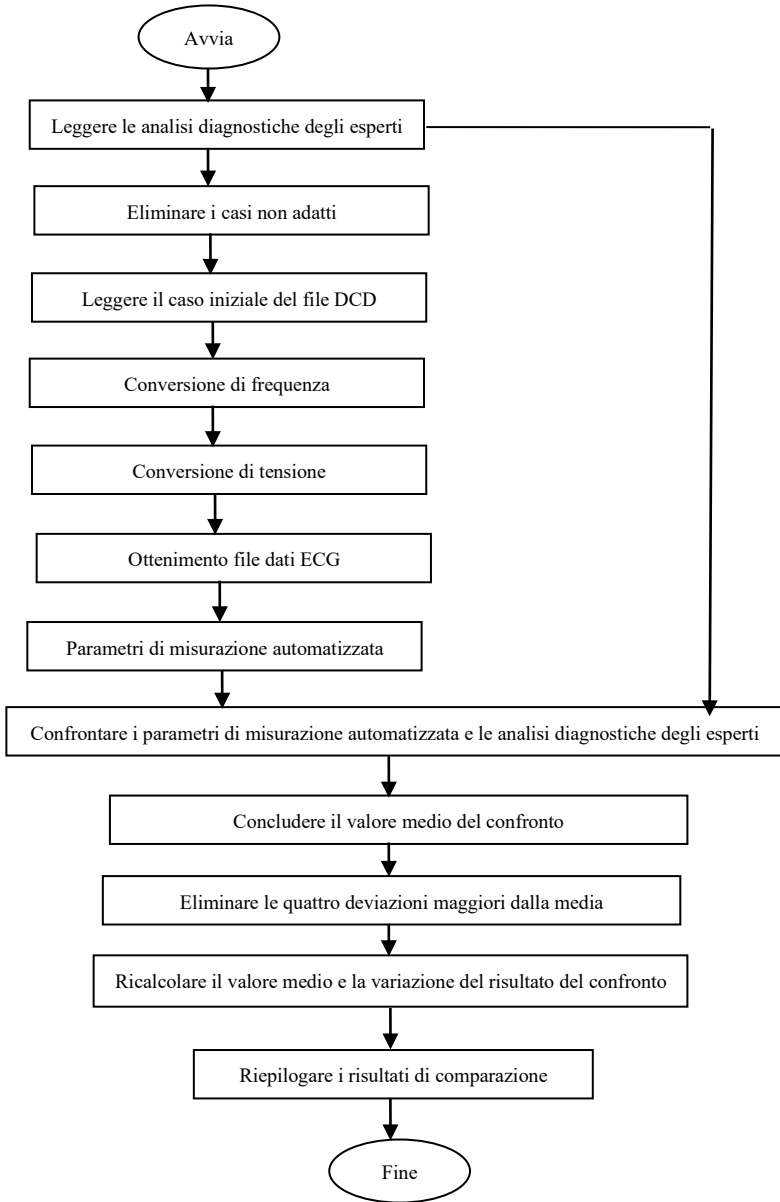 Avvia
Leggere le analisi diagnostiche degli esperti
Eliminare i casi non adatti
Leggere il caso iniziale del file DCD
Conversione di frequenza
Conversione di tensione
Ottenimento file dati ECG
Parametri di misurazione automatizzata
Confrontare i parametri di misurazione automatizzata e le analisi diagnostiche degli esperti
Concludere il valore medio del confronto
Eliminare le quattro deviazioni maggiori dalla media
Ricalcolare il valore medio e la variazione del risultato del confronto
Riepilogare i risultati di comparazione
Fine